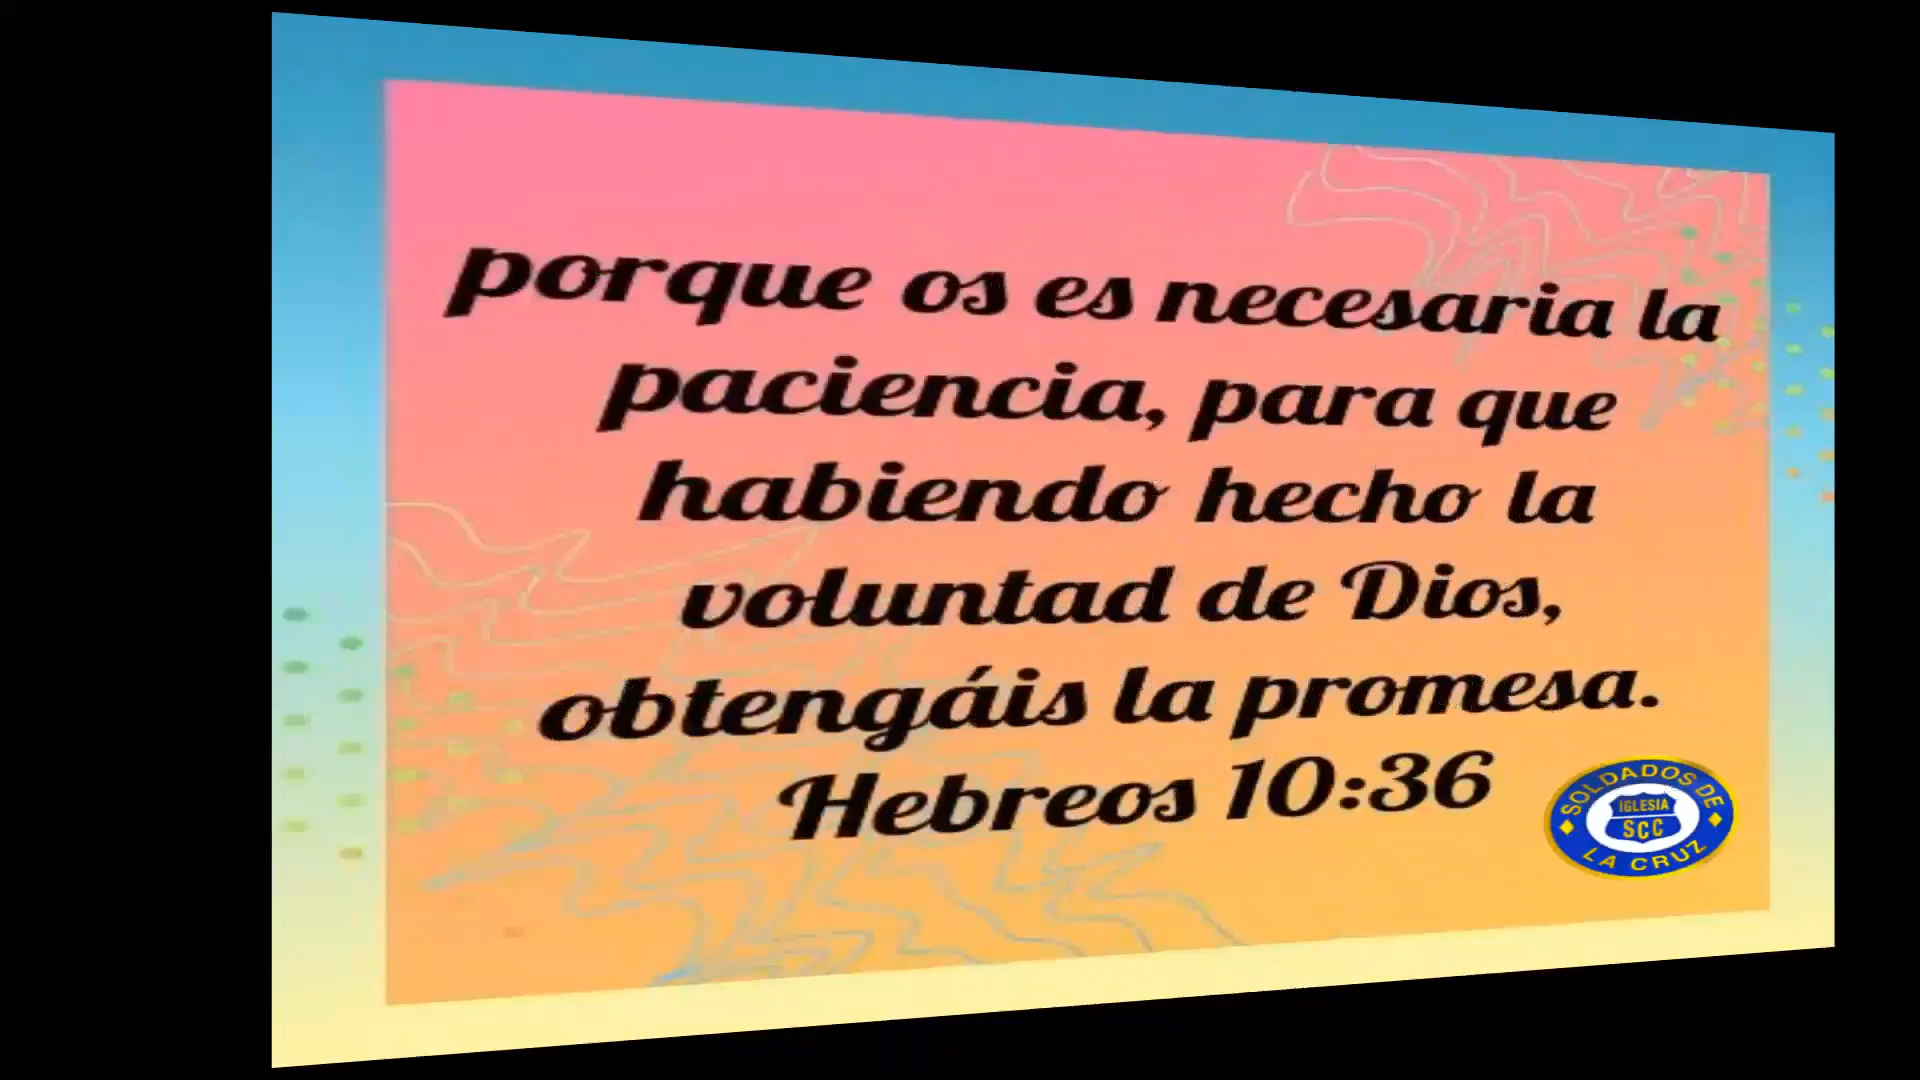 porque os es necesaria la
paciencia, para que
habiendo hecho la
voluntad de Dios,
obtengáis la promesa.
Hebreos 10:36
SOLDADOS DE
IGLESIA
SCC
LA CRUZ